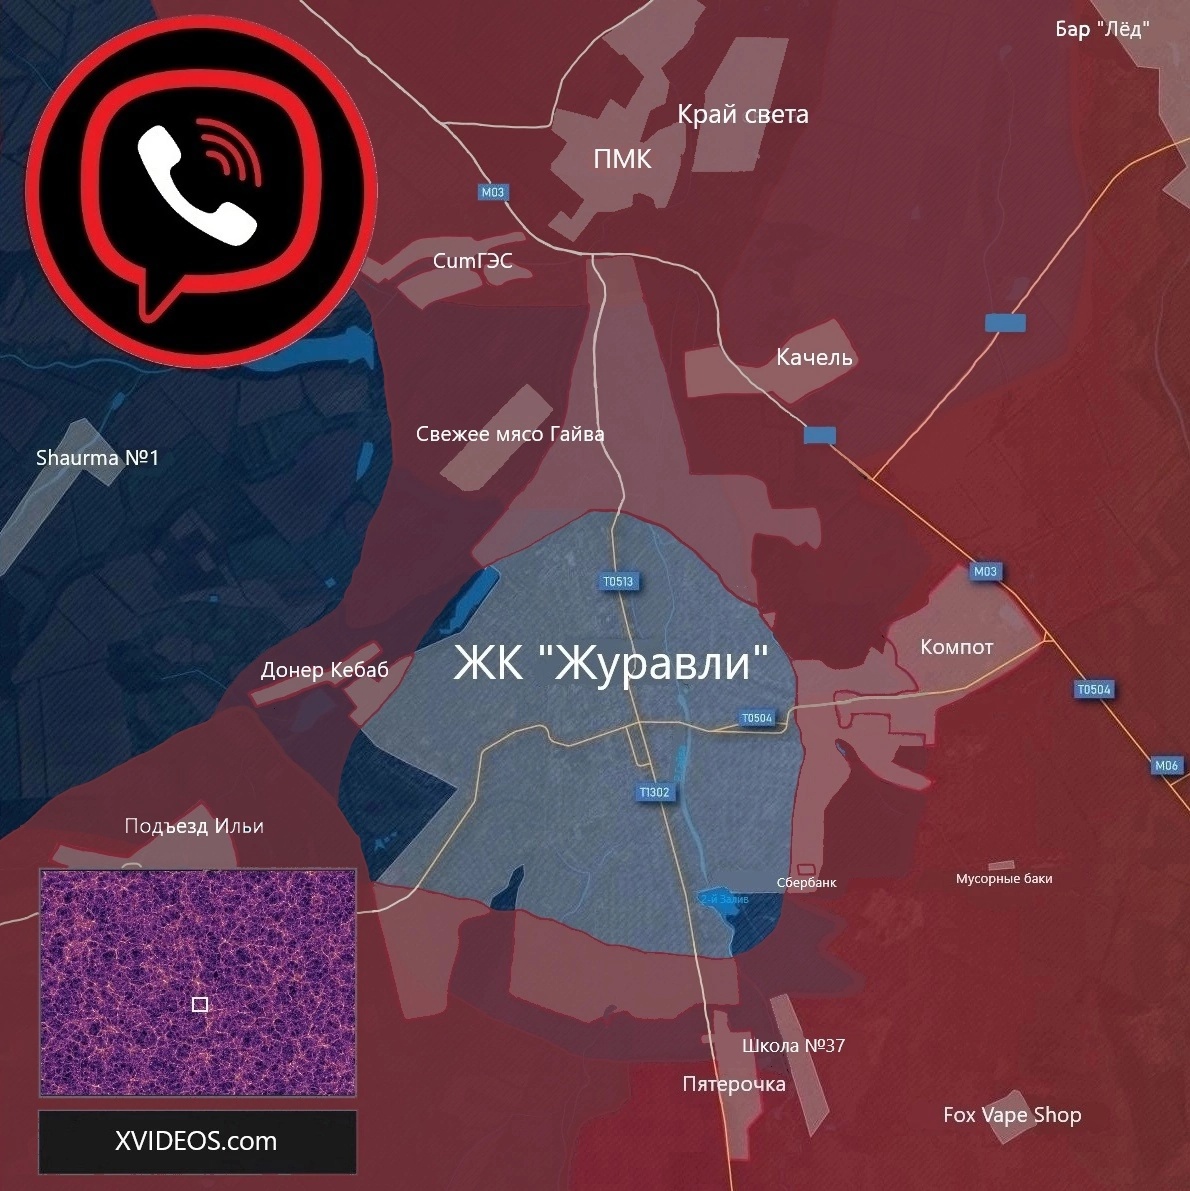 Бар "Лёд"
Край света
ПМК
M03
CumГЭС
Качель
Свежее мясо Гайва
Shaurma №1
M03
T0513
Компот
ЖК "Журавли"
Донер Кебаб
T0504
T0504
M06
T1302
Подъезд Ильи
Сбербанк
Мусорные баки
2-й Залив
Школа №37
Пятерочка
Fox Vape Shop
XVIDEOS.com